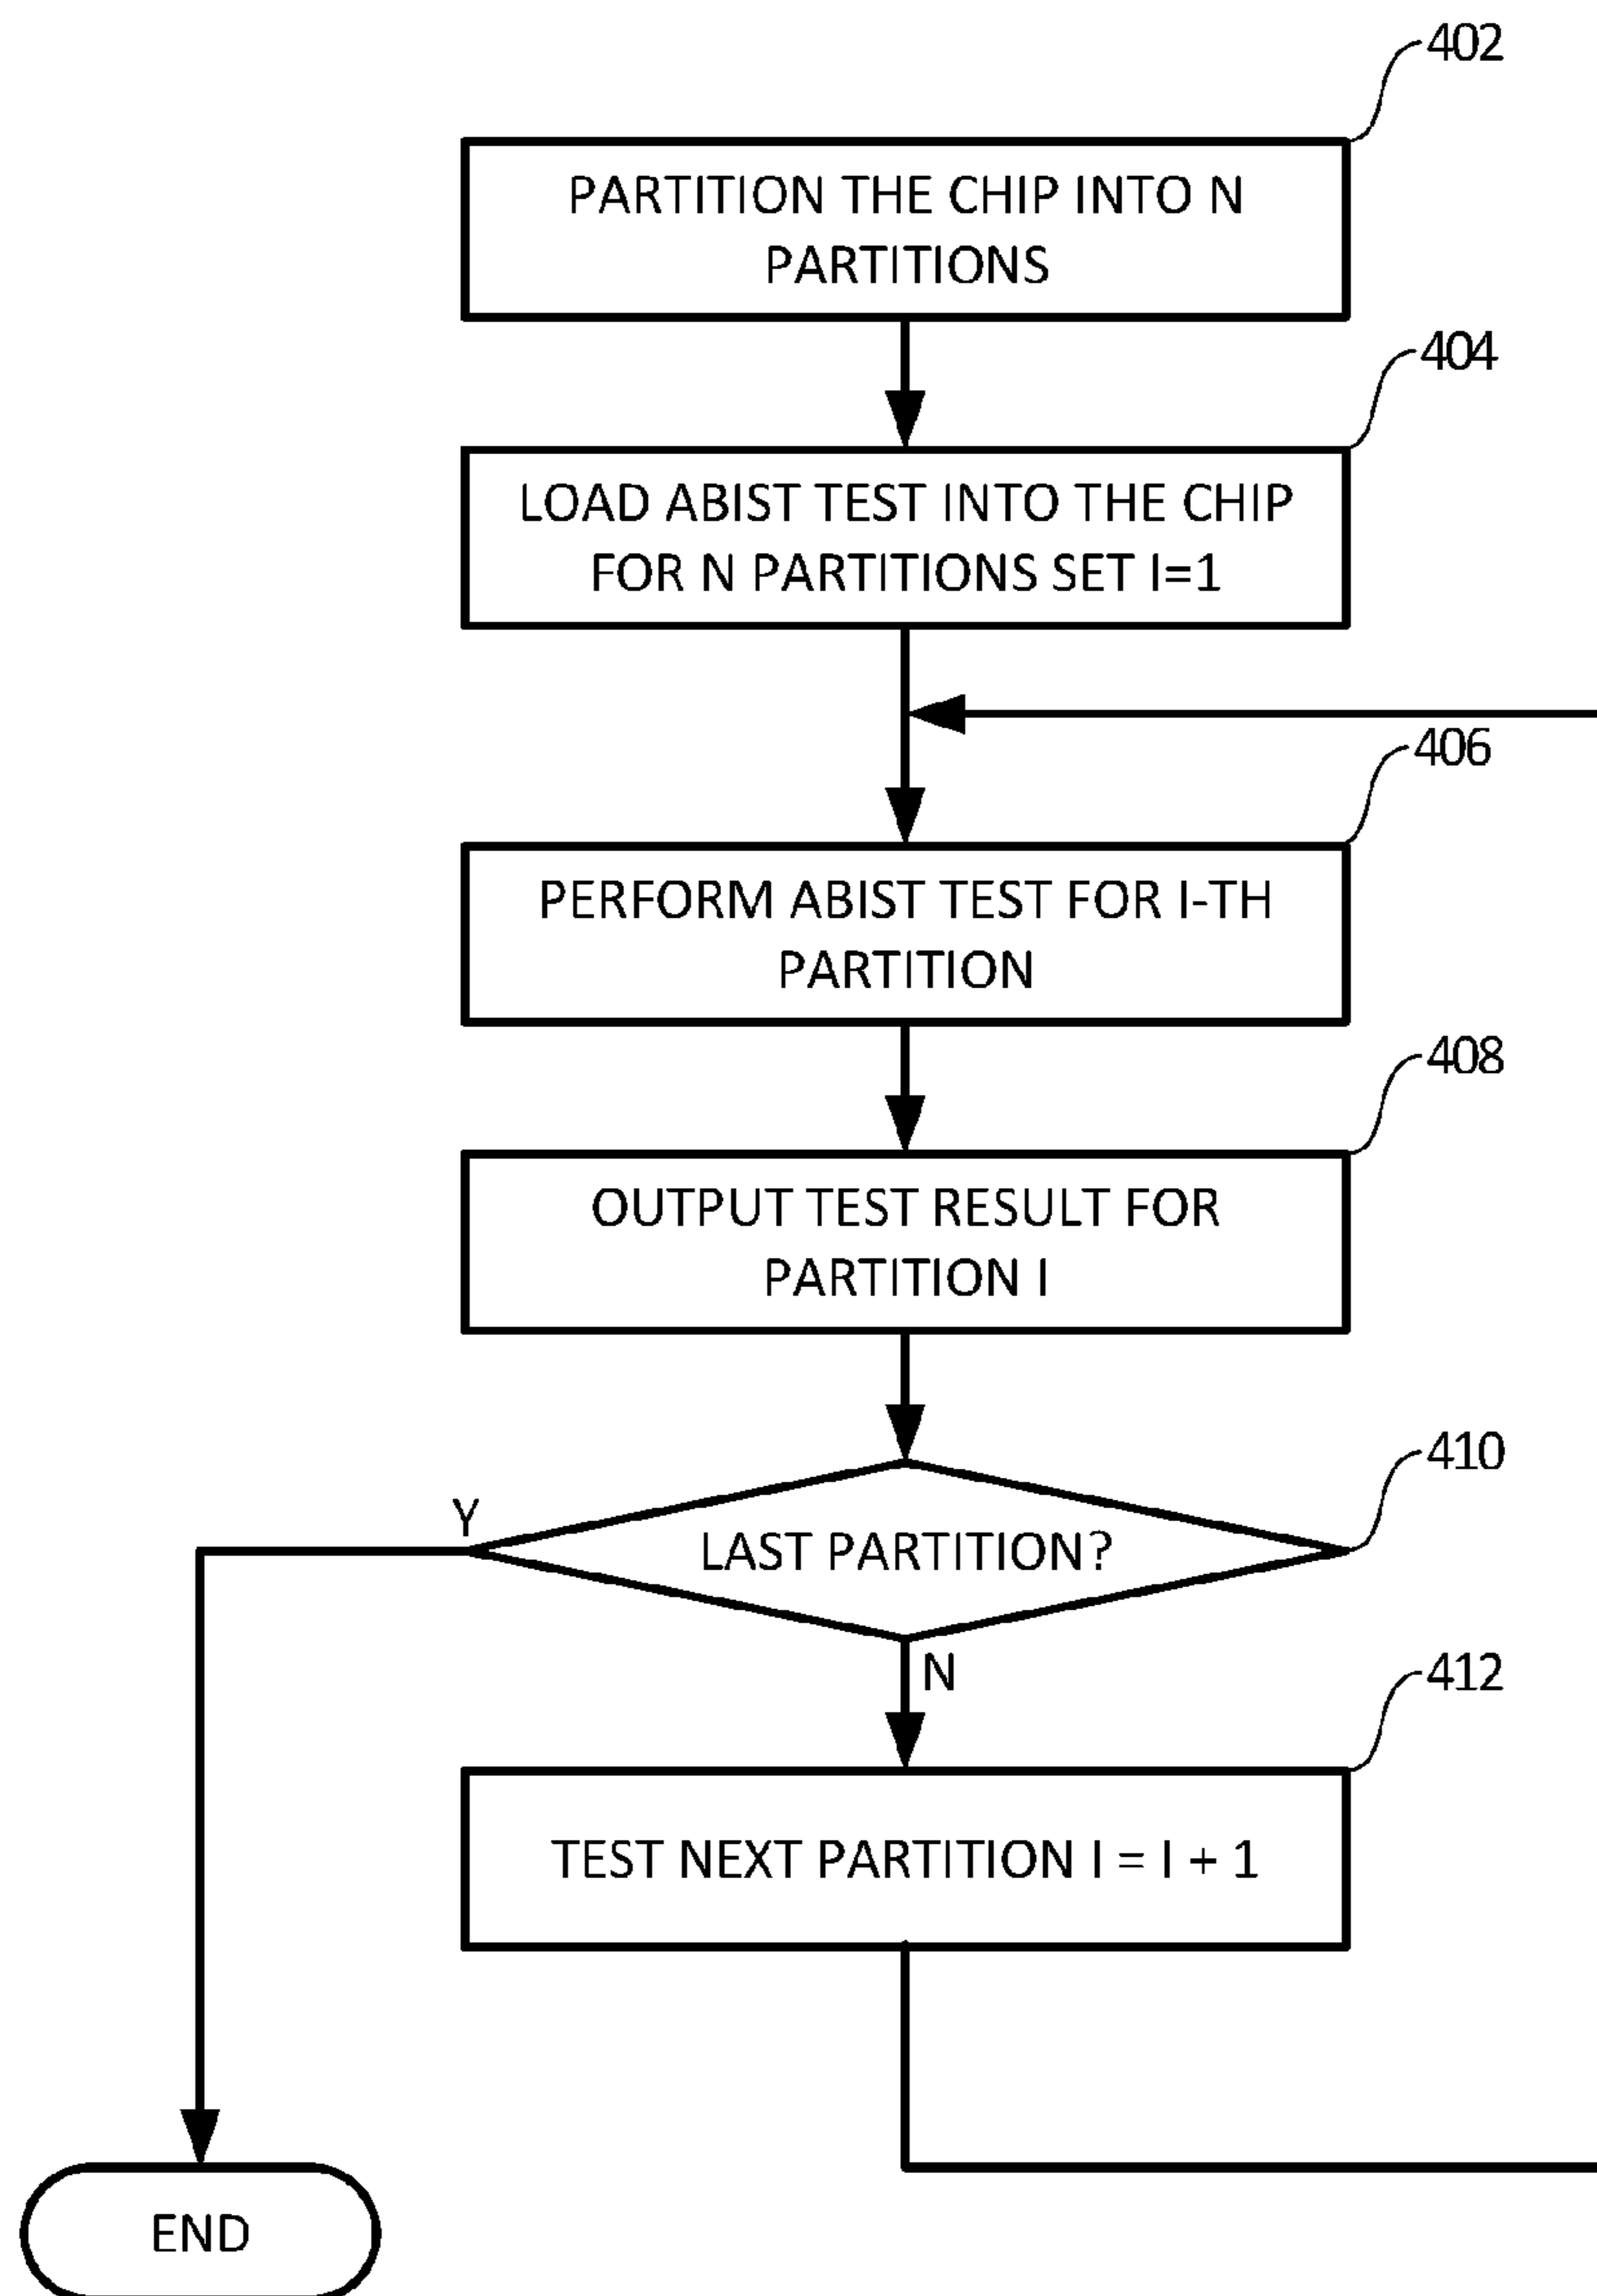 402
PARTITION THE CHIP INTO N
PARTITIONS
404
LOAD ABIST TEST INTO THE CHIP
FOR N PARTITIONS SET I=1
406
PERFORM ABIST TEST FOR I-TH
PARTITION
408
OUTPUT TEST RESULT FOR
PARTITION I
410
Y
LAST PARTITION?
N
412
TEST NEXT PARTITION I = I + 1
END